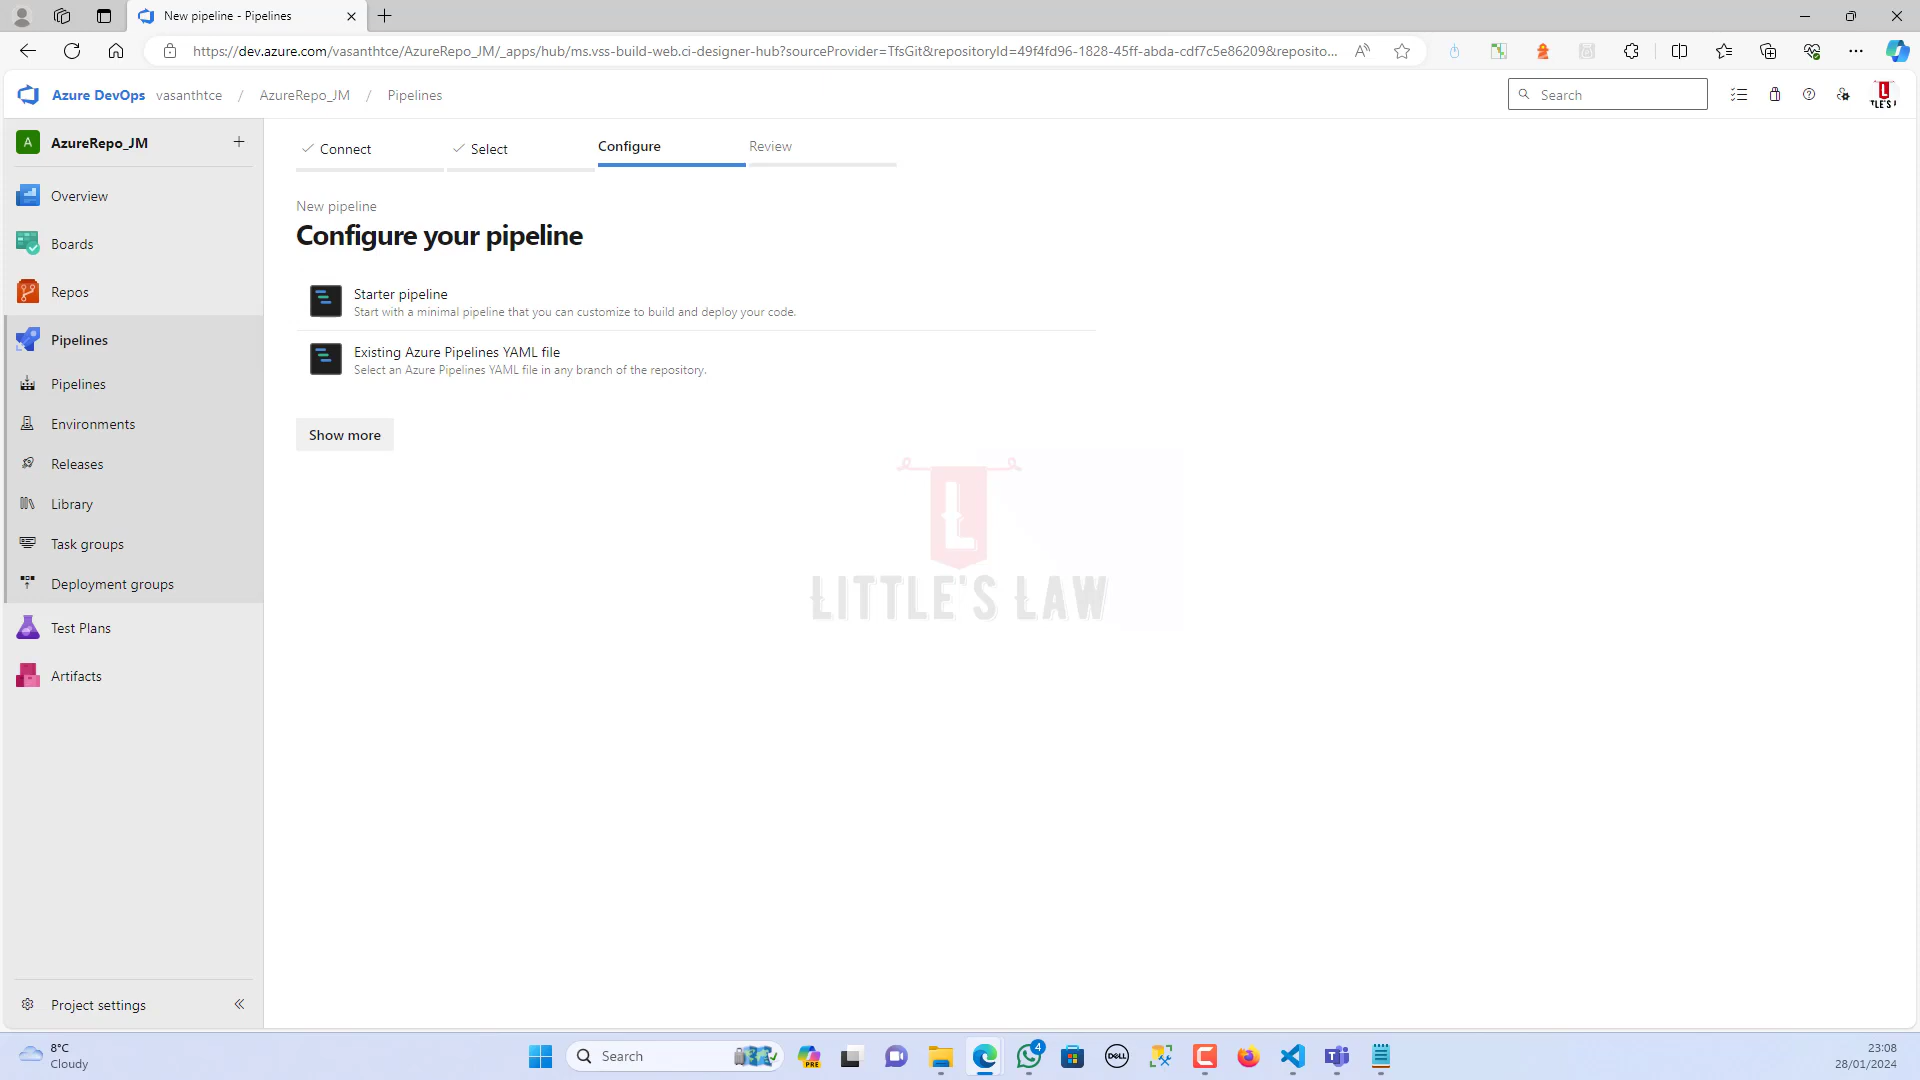 New pipeline - Pipelines
https://dev.azure.com/vasanthtce/AzureRepo_JM/_apps/hub/ms.vss-build-web.ci-designer-hub?sourceProvider=TfsGit&repositoryId=49f4fd96-1828-45ff-abda-cdf7c5e86209&reposito...
Azure DevOps vasanthtce / AzureRepo_JM / Pipelines
Search
L
A AzureRepo_JM
Overview
Boards
Repos
Pipelines
Pipelines
Environments
Releases
Library
Task groups
Deployment groups
Test Plans
Artifacts
Project settings
Connect
Select
Configure
Review
New pipeline
Configure your pipeline
Starter pipeline
Start with a minimal pipeline that you can customize to build and deploy your code.
Existing Azure Pipelines YAML file
Select an Azure Pipelines YAML file in any branch of the repository.
Show more
L
LITTLE'S LAW
8°C
Cloudy
Search
PRE
4
DELL
23:08
28/01/2024